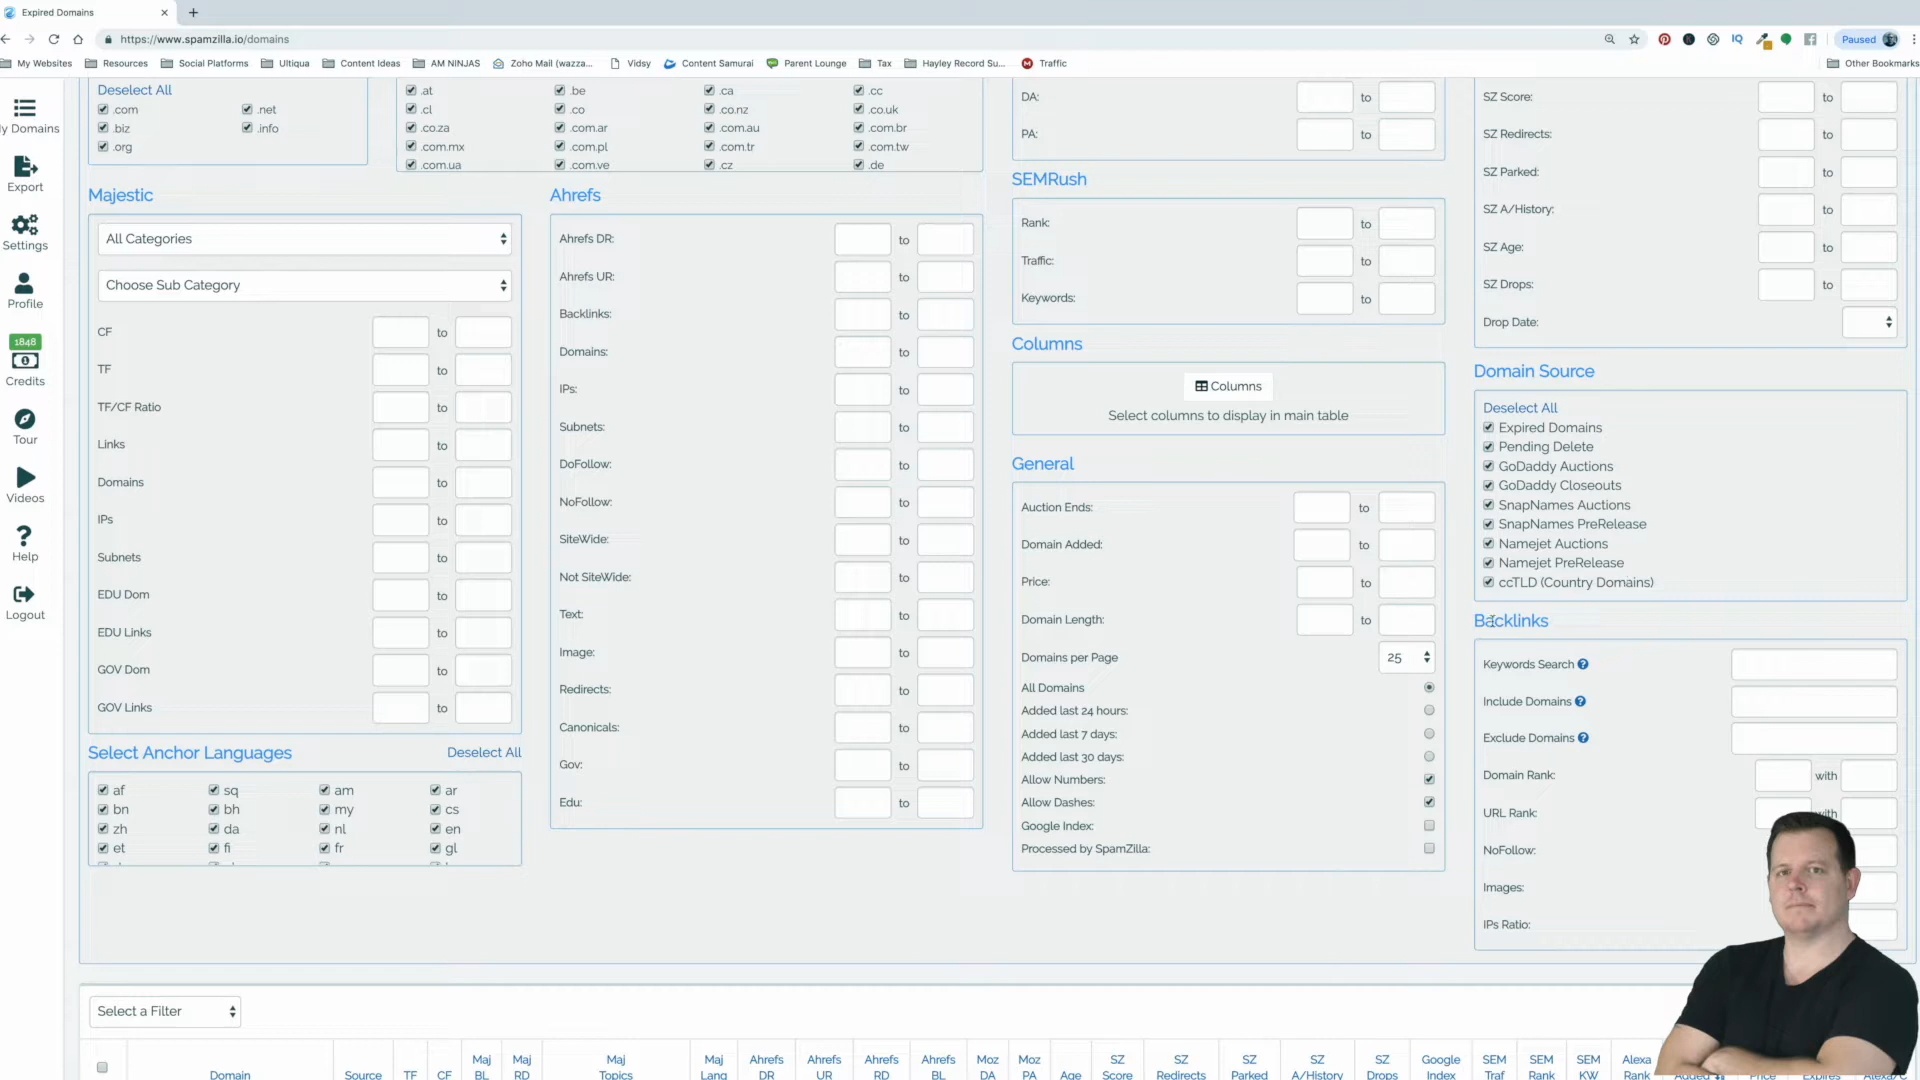 Expired Domains
https://www.spamzilla.io/domains
Paused
My Websites
Resources
Social Platforms
Ultiqua
Content Ideas
AM NINJAS
Zoho Mail (wazza...
Vidsy
Content Samurai
Parent Lounge
Tax
Hayley Record Su...
Traffic
Other Bookmarks
y Domains
Export
Settings
Profile
1848
Credits
Tour
Videos
Help
Logout
Deselect All
.com
.net
.biz
.info
.org
.at
.be
.ca
.cc
.cl
.co
.co.nz
.co.uk
.co.za
.com.ar
.com.au
.com.br
.com.mx
.com.pl
.com.tr
.com.tw
.com.ua
.com.ve
.cz
.de
Majestic
All Categories
Choose Sub Category
CF to
TF to
TF/CF Ratio to
Links to
Domains to
IPs to
Subnets to
EDU Dom to
EDU Links to
GOV Dom to
GOV Links to
Select Anchor Languages
Deselect All
af sq am ar
bn bh my cs
zh da nl en
et fi fr gl
Ahrefs
Ahrefs DR: to
Ahrefs UR: to
Backlinks: to
Domains: to
IPs: to
Subnets: to
DoFollow: to
NoFollow: to
SiteWide: to
Not SiteWide: to
Text: to
Image: to
Redirects: to
Canonicals: to
Gov: to
Edu: to
DA: to
PA: to
SEMRush
Rank: to
Traffic: to
Keywords: to
Columns
Columns
Select columns to display in main table
General
Auction Ends: to
Domain Added: to
Price: to
Domain Length: to
Domains per Page 25
All Domains
Added last 24 hours:
Added last 7 days:
Added last 30 days:
Allow Numbers:
Allow Dashes:
Google Index:
Processed by SpamZilla:
SZ Score: to
SZ Redirects: to
SZ Parked: to
SZ A/History: to
SZ Age: to
SZ Drops: to
Drop Date:
Domain Source
Deselect All
Expired Domains
Pending Delete
GoDaddy Auctions
GoDaddy Closeouts
SnapNames Auctions
SnapNames PreRelease
Namejet Auctions
Namejet PreRelease
ccTLD (Country Domains)
Backlinks
Keywords Search ?
Include Domains ?
Exclude Domains ?
Domain Rank: with
URL Rank: with
NoFollow:
Images:
IPs Ratio:
Select a Filter
Domain
Source
TF
CF
Maj BL
Maj RD
Maj Topics
Maj Lang
Ahrefs DR
Ahrefs UR
Ahrefs RD
Ahrefs BL
Moz DA
Moz PA
Age
SZ Score
SZ Redirects
SZ Parked
SZ A/History
SZ Drops
Google Index
SEM Traf
SEM Rank
SEM KW
Alexa Rank
Added
Price
Expires